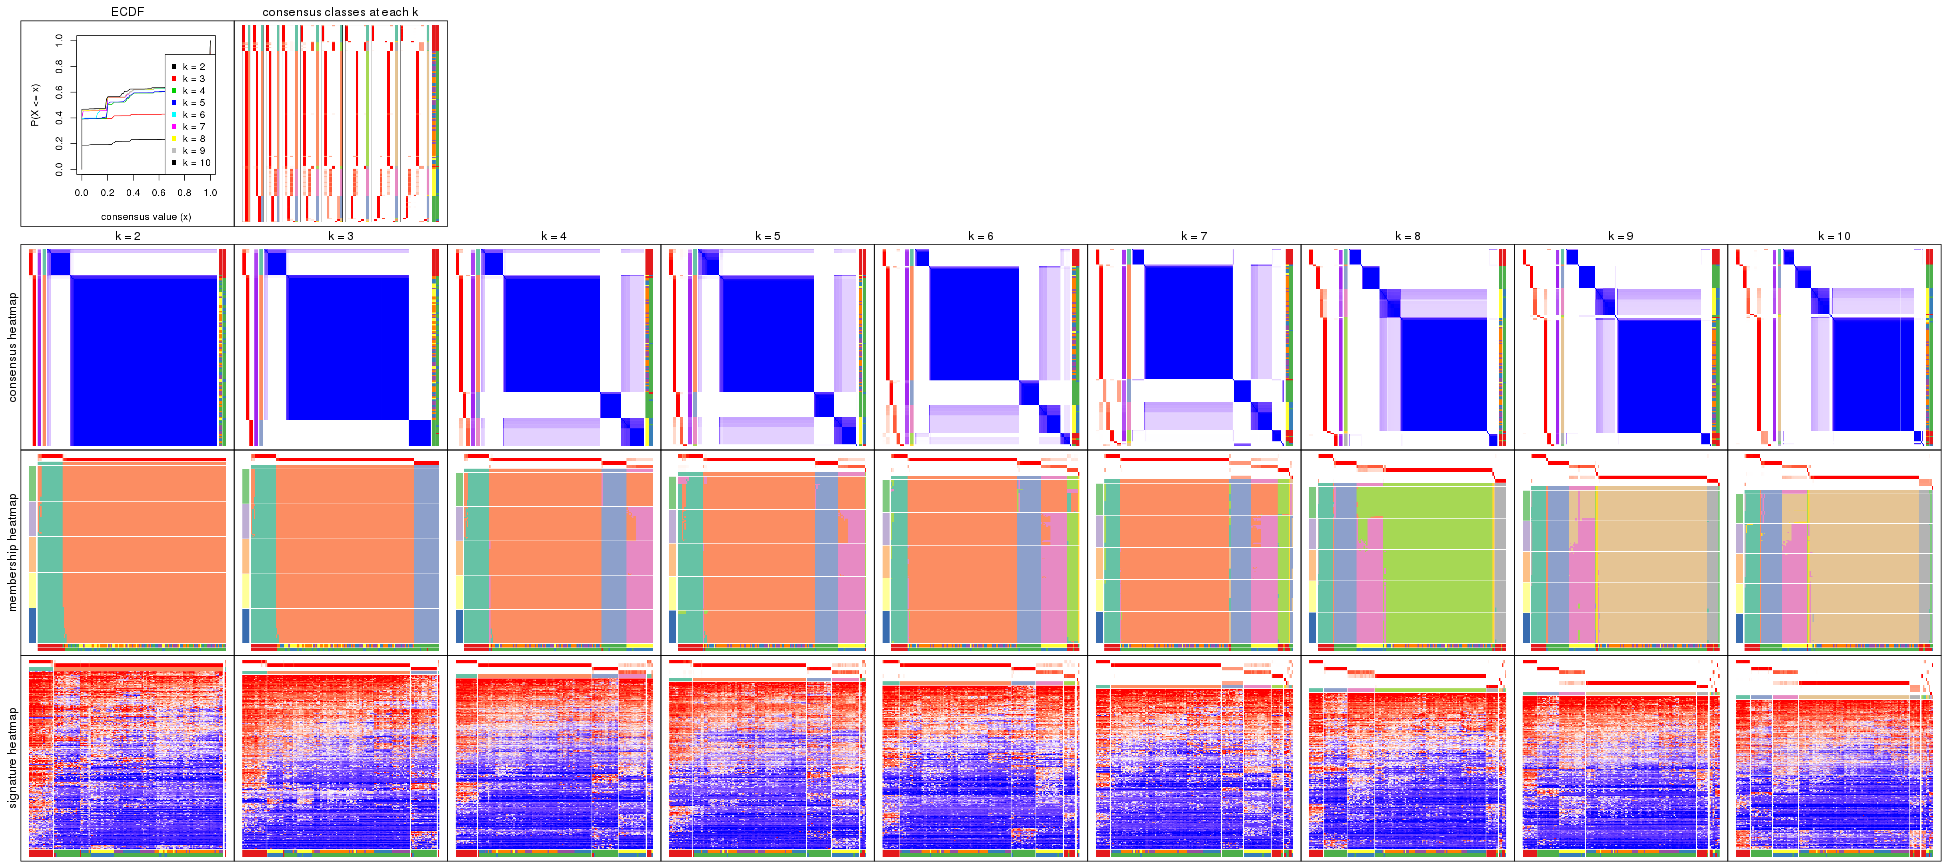 ECDF
consensus classes at each k
P(X <= x)
0.0 0.2 0.4 0.6 0.8 1.0
k = 2
k = 3
k = 4
k = 5
k = 6
k = 7
k = 8
k = 9
k = 10
0.0 0.2 0.4 0.6 0.8 1.0
consensus value (x)
k = 2 k = 3 k = 4 k = 5 k = 6 k = 7 k = 8 k = 9 k = 10
consensus heatmap
membership heatmap
signature heatmap